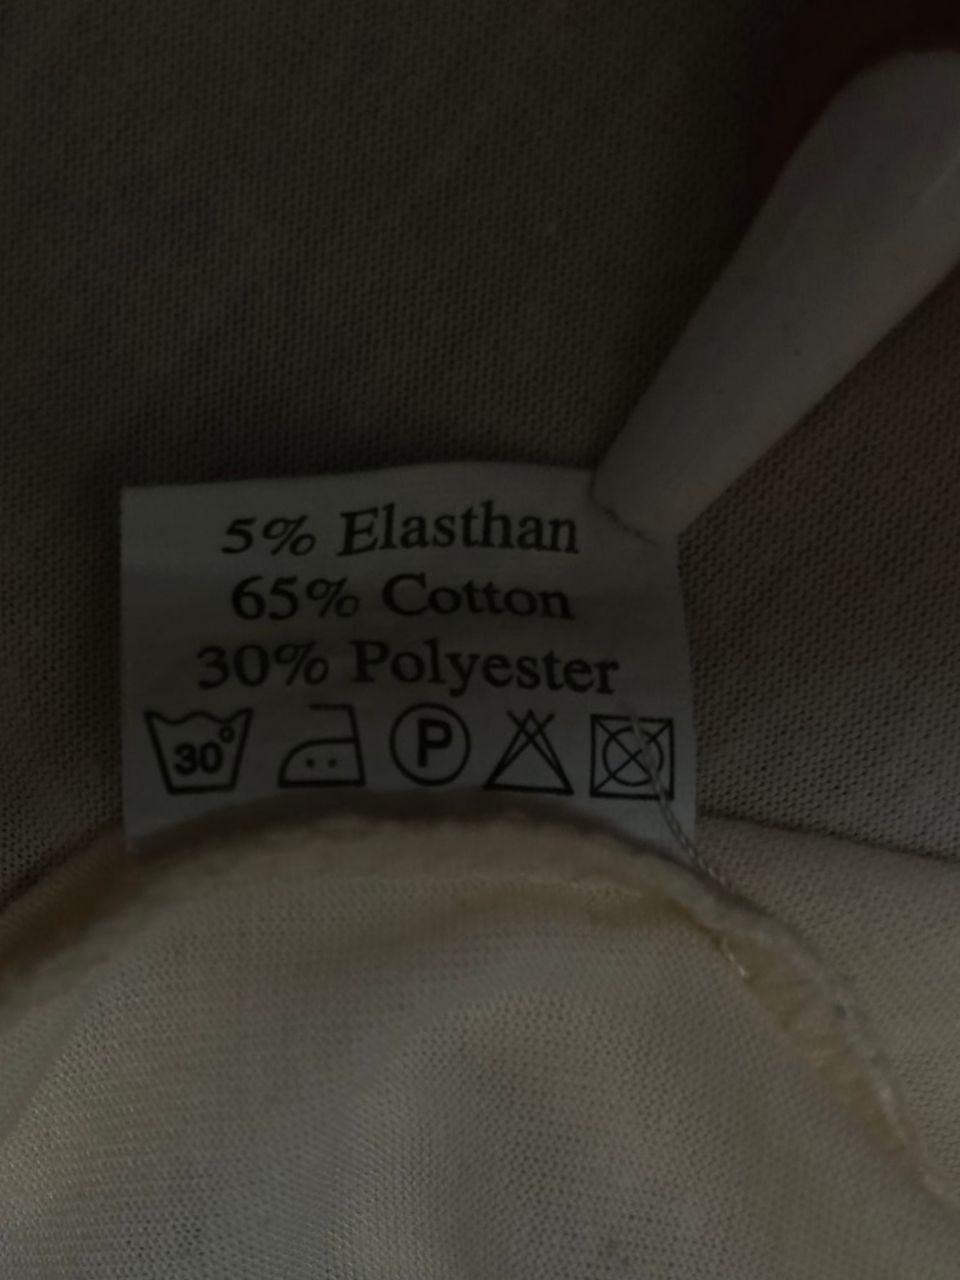 5% Elasthan
65% Cotton
30% Polyester
30° P